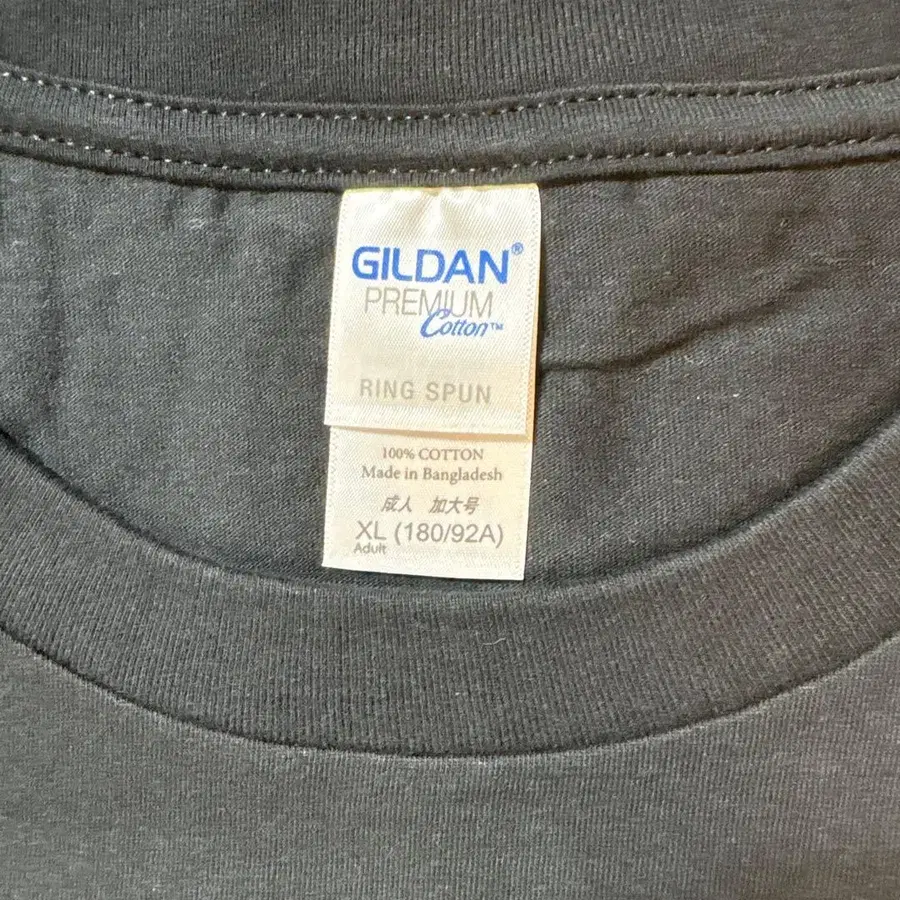 GILDAN®
PREMIUM
Cotton™
RING SPUN
100% COTTON
Made in Bangladesh
成人 加大号
XL (180/92A)
Adult